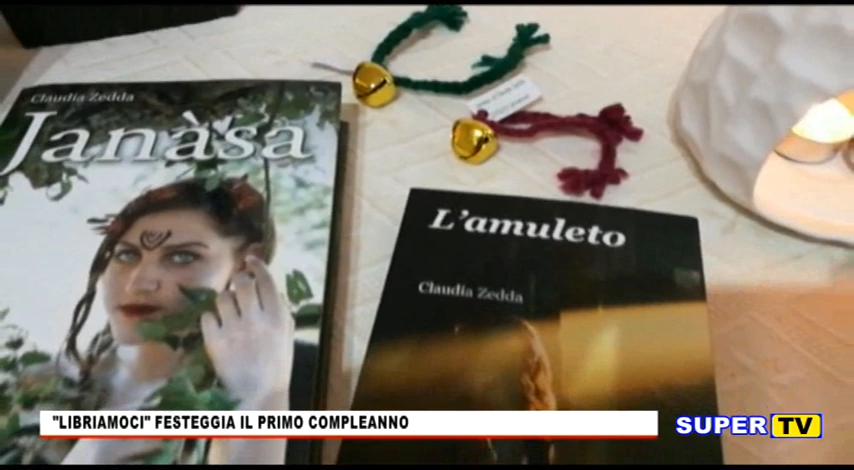 Claudia Zedda
Janàsa
L'amuleto
Claudia Zedda
"LIBRIAMOCI" FESTEGGIA IL PRIMO COMPLEANNO
SUPER TV